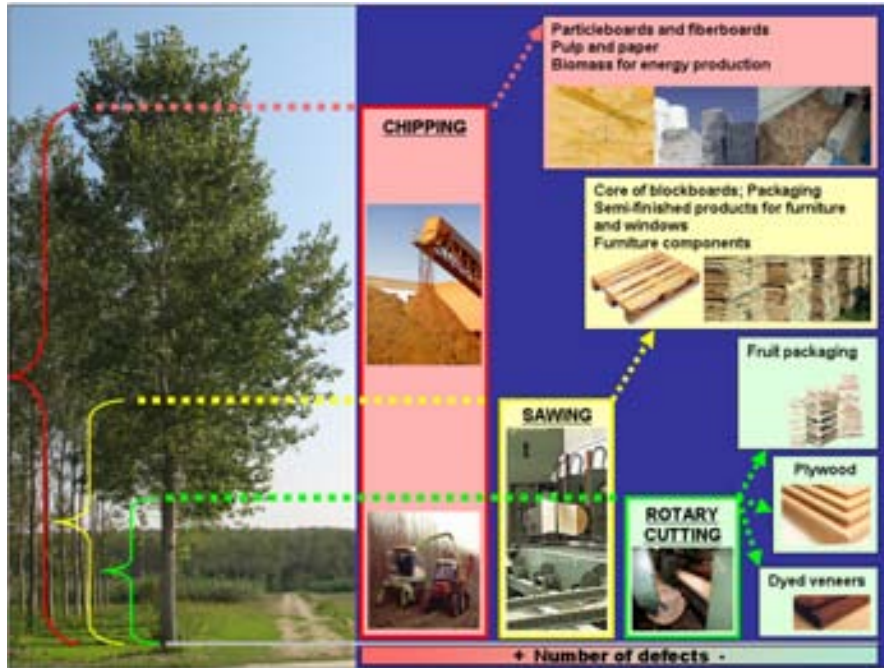 Particleboards and fiberboards
Pulp and paper
Biomass for energy production
CHIPPING
Core of blockboards; Packaging
Semi-finished products for furniture
and windows
Furniture components
Fruit packaging
SAWING
Plywood
ROTARY
CUTTING
Dyed veneers
+ Number of defects -